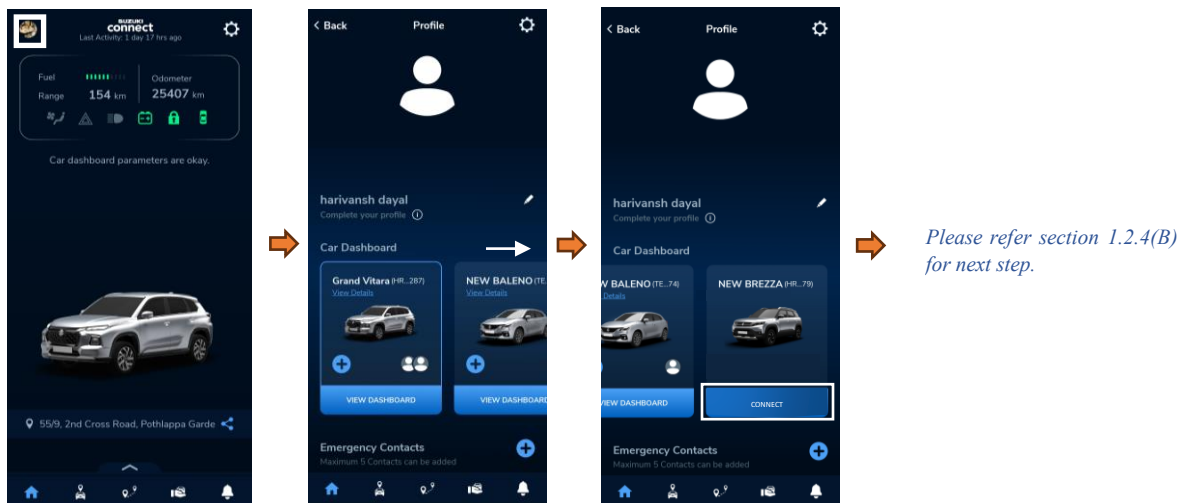 SUZUKI
connect
Last Activity: 1 day 17 hrs ago
Fuel
Odometer
Range 154 km
25407 km
Car dashboard parameters are okay.
55/9, 2nd Cross Road, Pothlappa Garde
< Back Profile
harivansh dayal
Complete your profile
Car Dashboard
Grand Vitara (HR...287)
View Details
NEW BALENO (TE
View Details
VIEW DASHBOARD
VIEW DASHBOARD
Emergency Contacts
Maximum 5 Contacts can be added
< Back Profile
harivansh dayal
Complete your profile
Car Dashboard
W BALENO (TE...74)
Details
NEW BREZZA (HR...79)
VIEW DASHBOARD
CONNECT
Emergency Contacts
Maximum 5 Contacts can be added
Please refer section 1.2.4(B)
for next step.